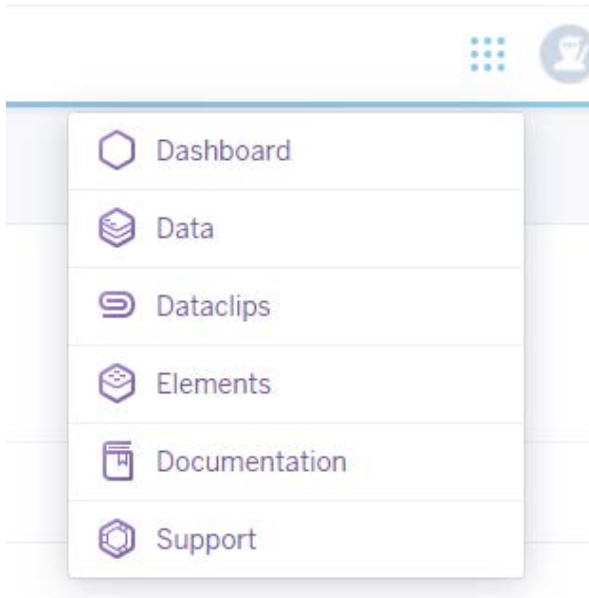 Dashboard
Data
Dataclips
Elements
Documentation
Support